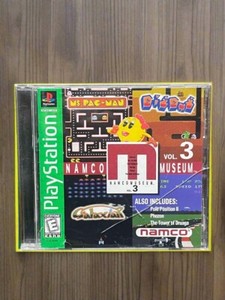 MS. PAC-MAN
DIG DUG
PlayStation
NAMCO
MUSEUM
VOL. 3
NAMCO MUSEUM
VOL. 3
Galaxian
ALSO INCLUDES:
Pole Position II
Phozon
The Tower of Druaga
namco
E